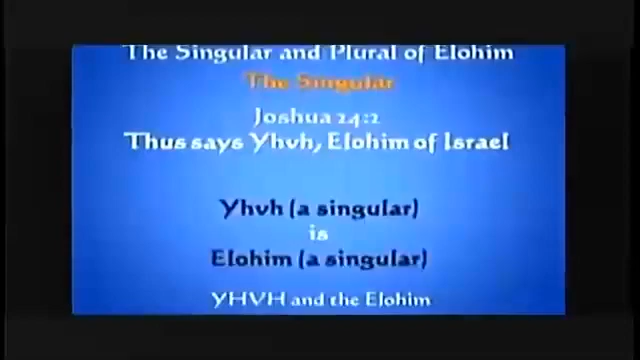 The Singular and Plural of Elohim
The Singular
Joshua 24:2
Thus says Yhvh, Elohim of Israel
Yhvh (a singular)
is
Elohim (a singular)
YHVH and the Elohim